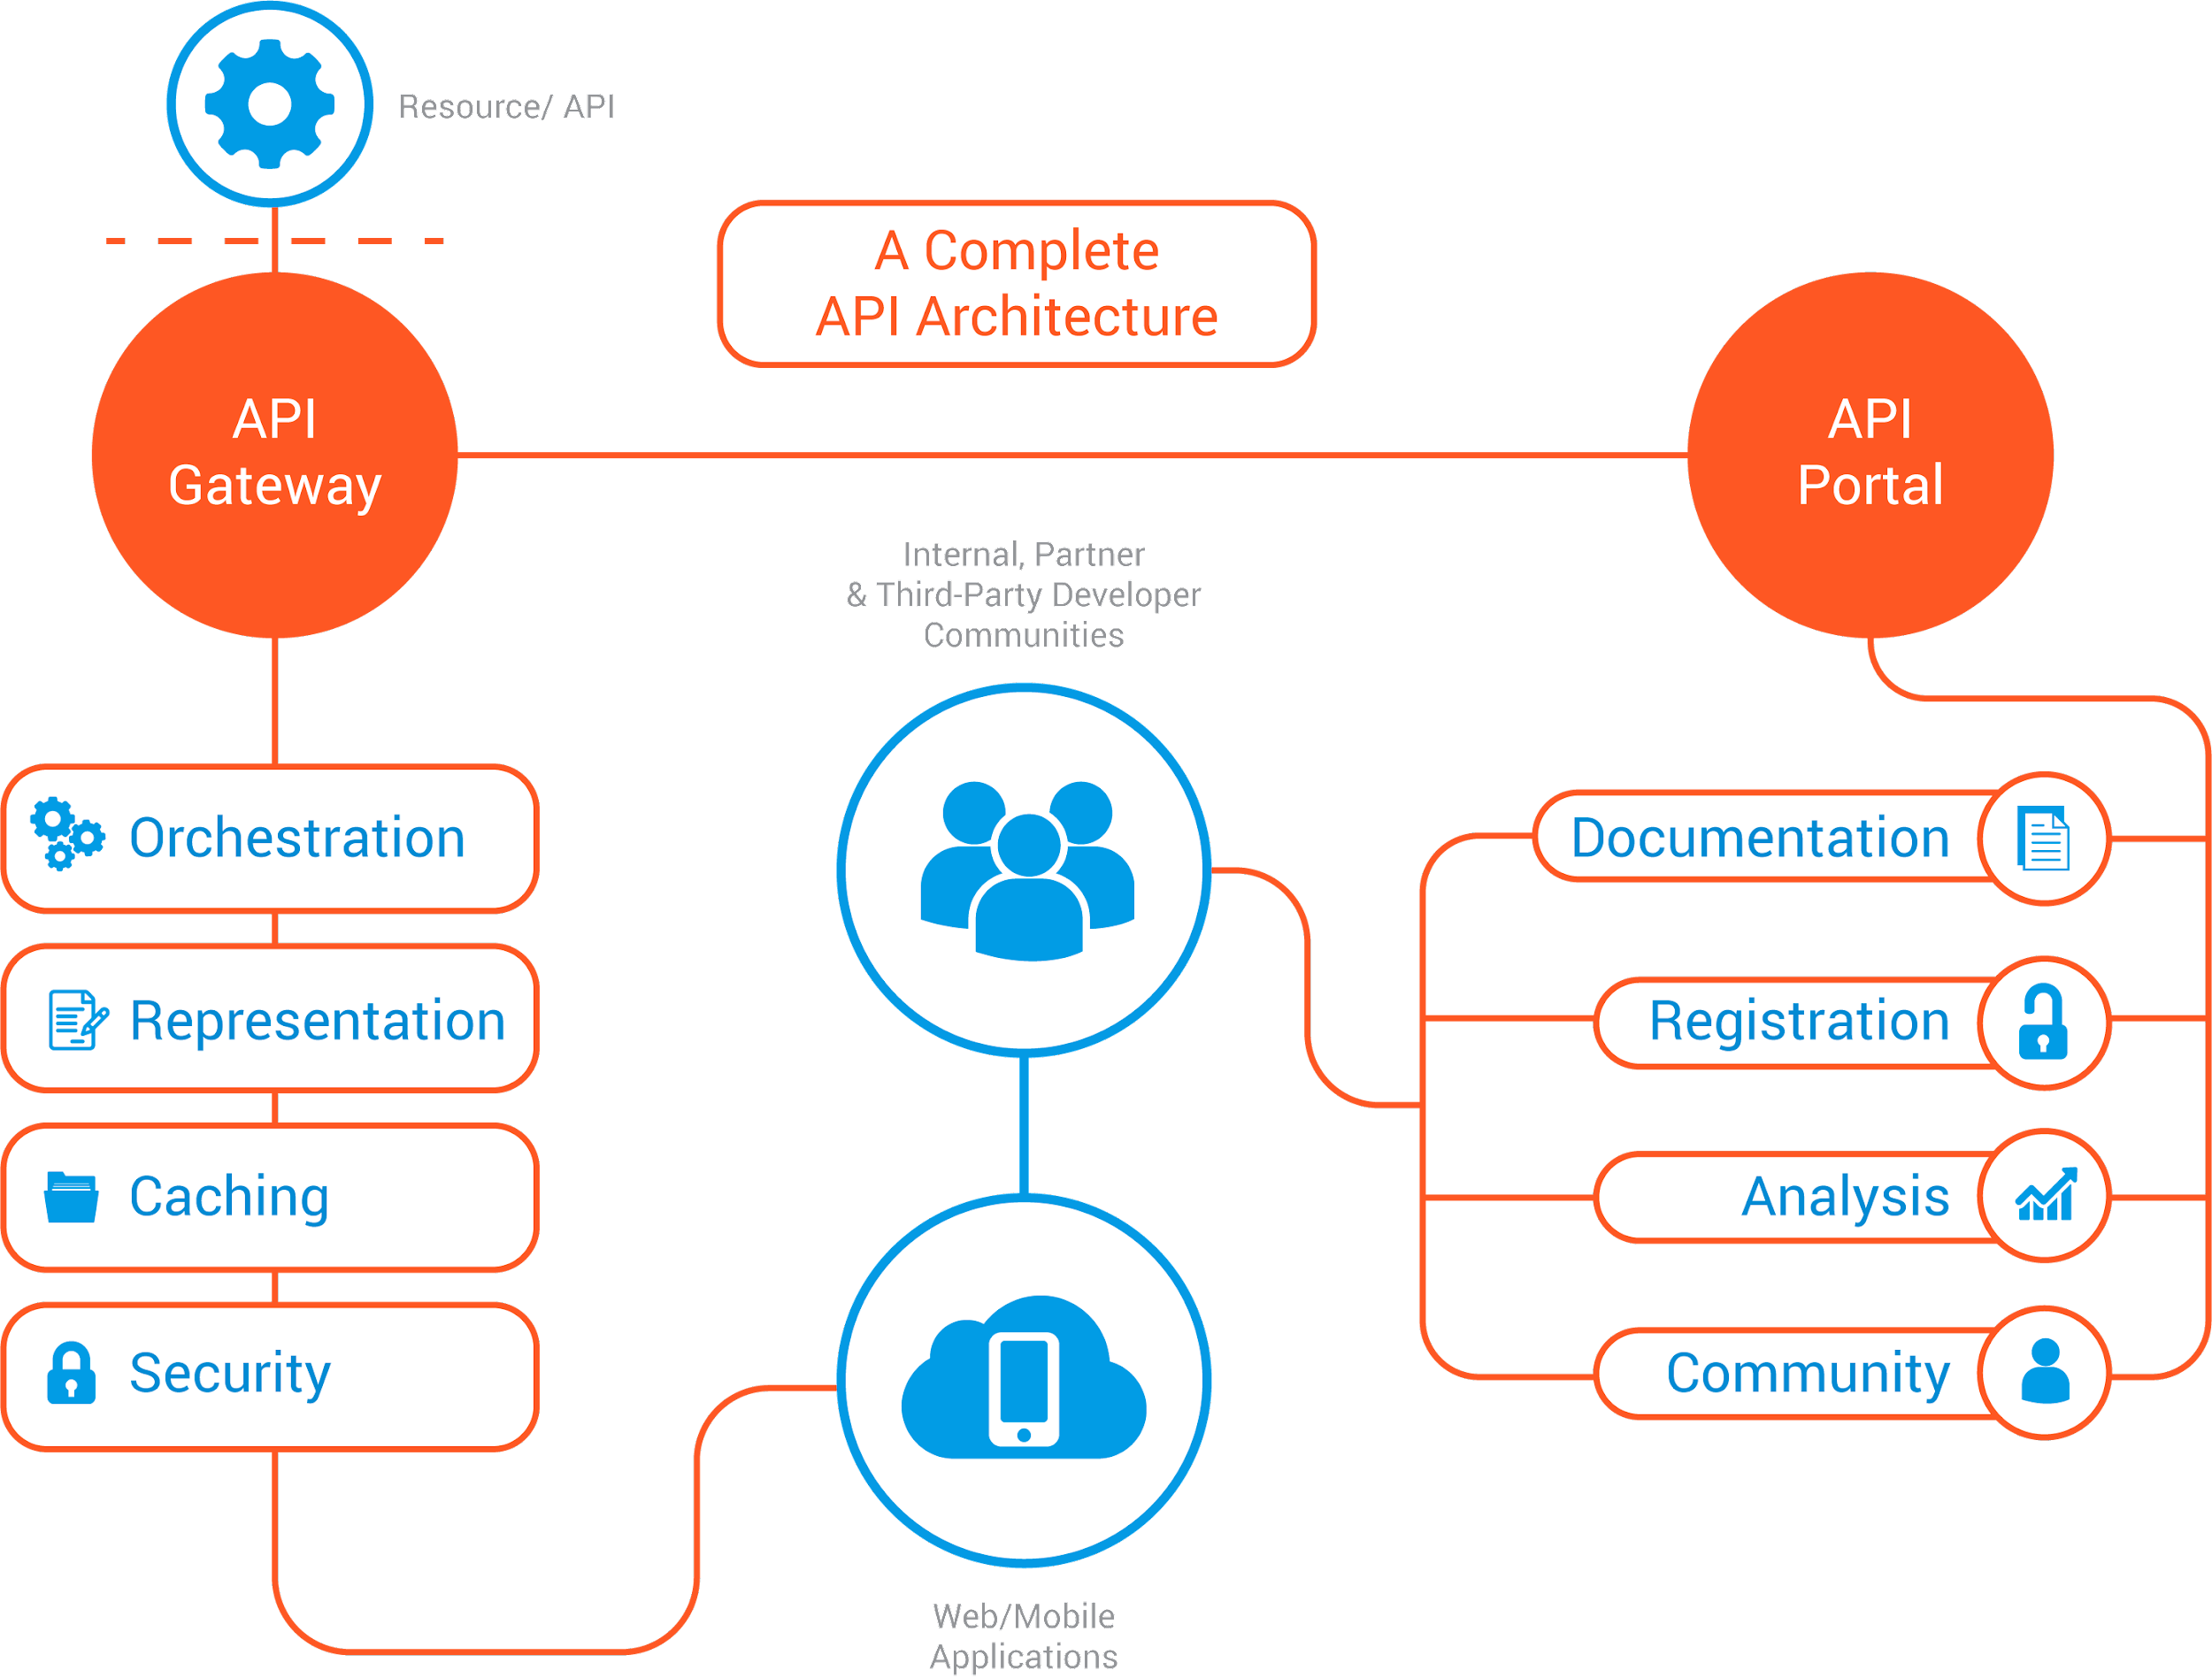 Resource/ API
A Complete
API Architecture
API
Gateway
API
Portal
Internal, Partner
& Third-Party Developer
Communities
Orchestration
Representation
Caching
Security
Documentation
Registration
Analysis
Community
Web/Mobile
Applications